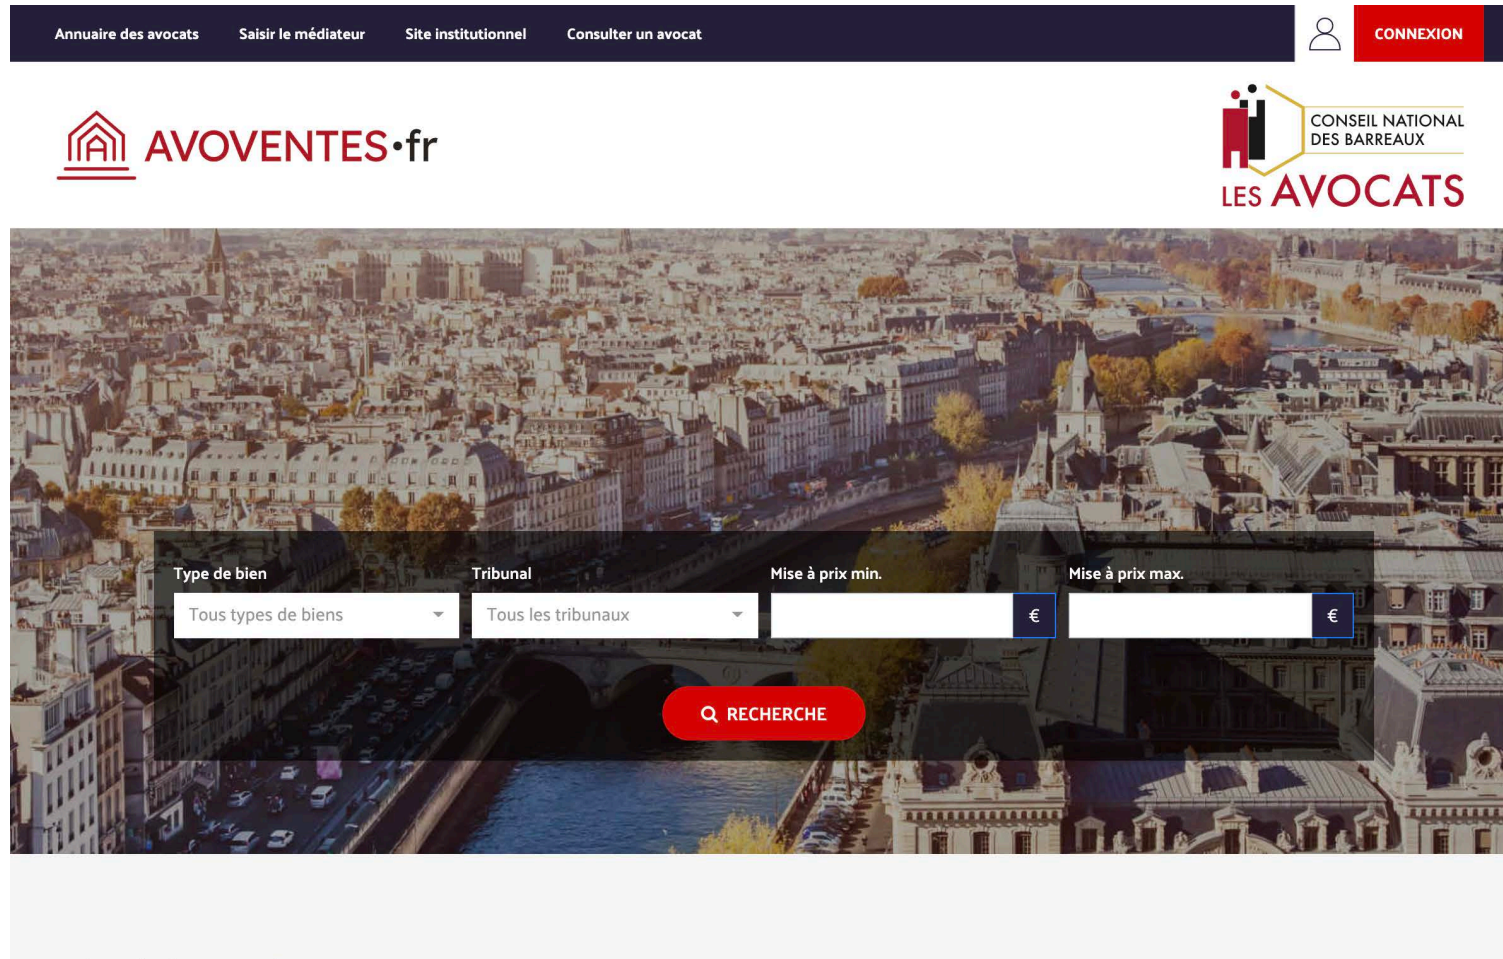 Annuaire des avocats
Saisir le médiateur
Site institutionnel
Consulter un avocat
CONNEXION
AVOVENTES•fr
CONSEIL NATIONAL
DES BARREAUX
LES AVOCATS
Type de bien
Tribunal
Mise à prix min.
Mise à prix max.
Tous types de biens
Tous les tribunaux
€
€
RECHERCHE